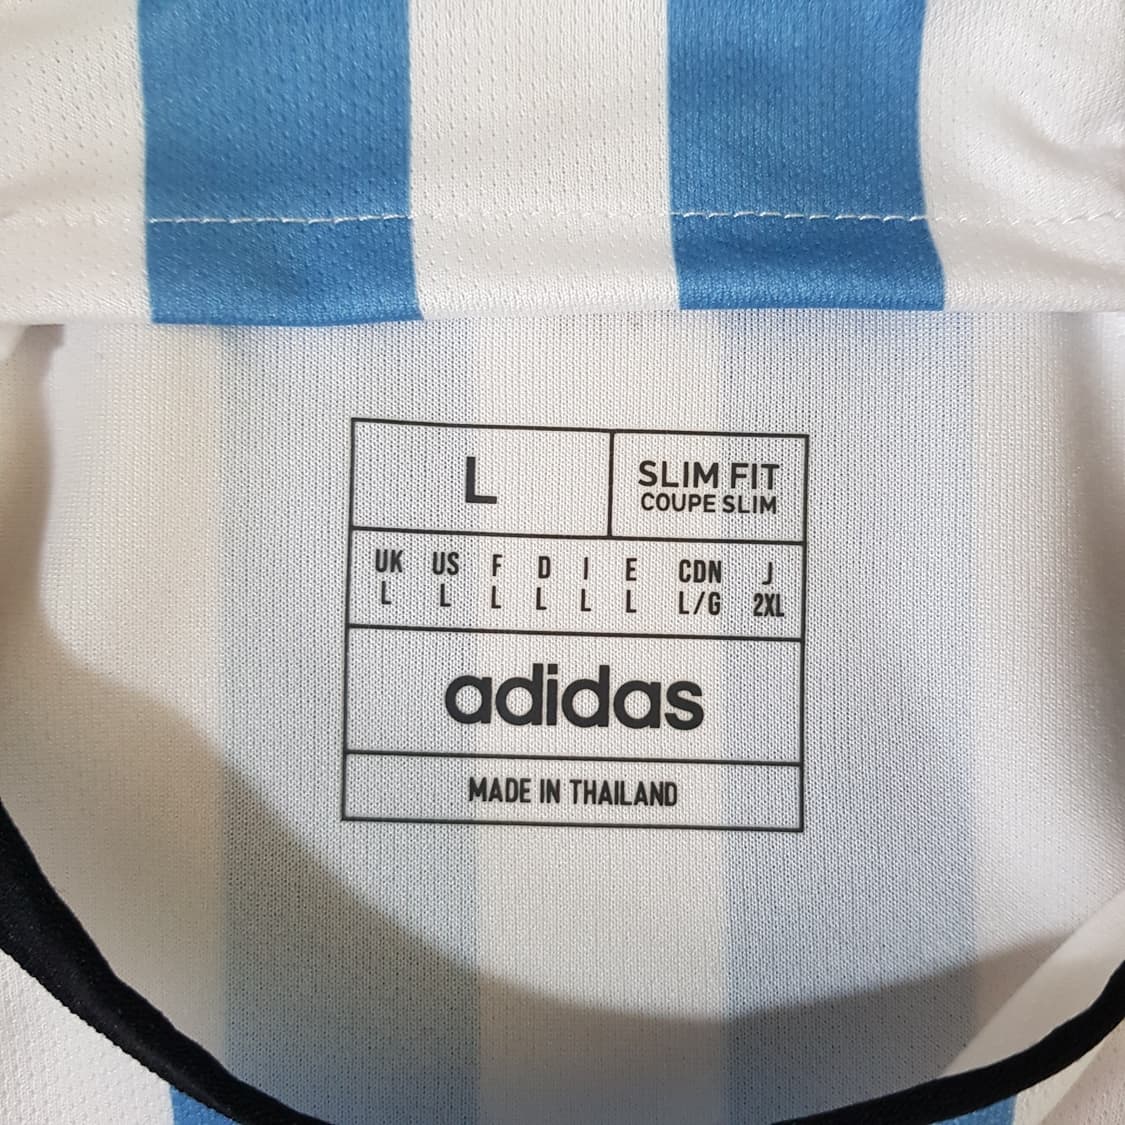 L
SLIM FIT
COUPE SLIM
UK US F D I E CDN J
L L L L L L L/G 2XL
adidas
MADE IN THAILAND